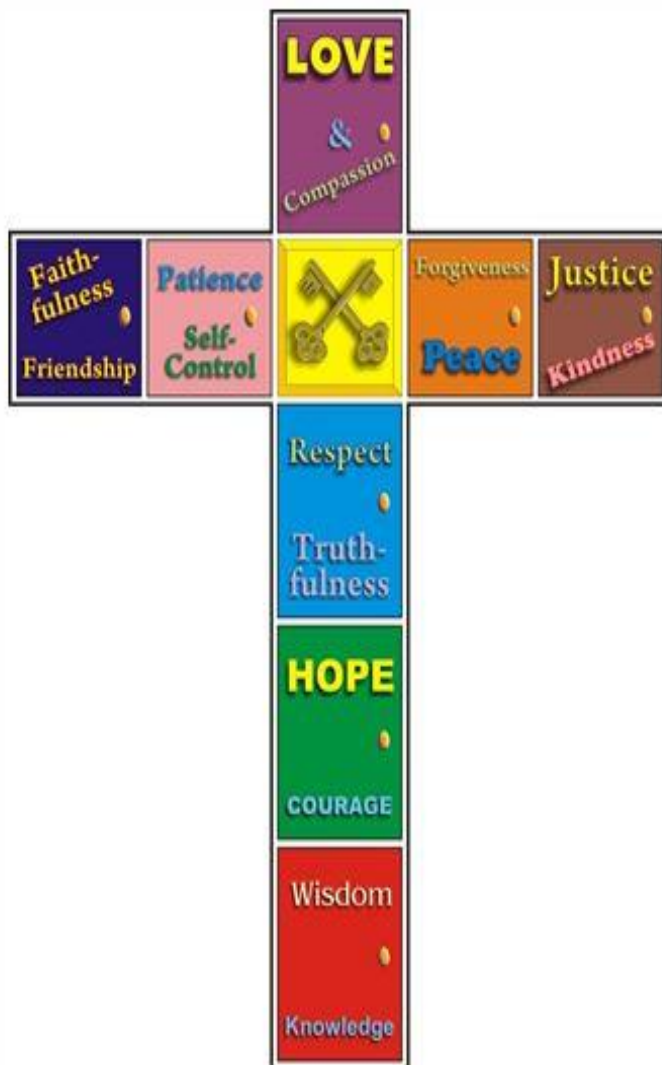 LOVE
&
Compassion
Faith-
fulness
Friendship
Patience
Self-
Control
Forgiveness
Peace
Justice
Kindness
Respect
Truth-
fulness
HOPE
COURAGE
Wisdom
Knowledge